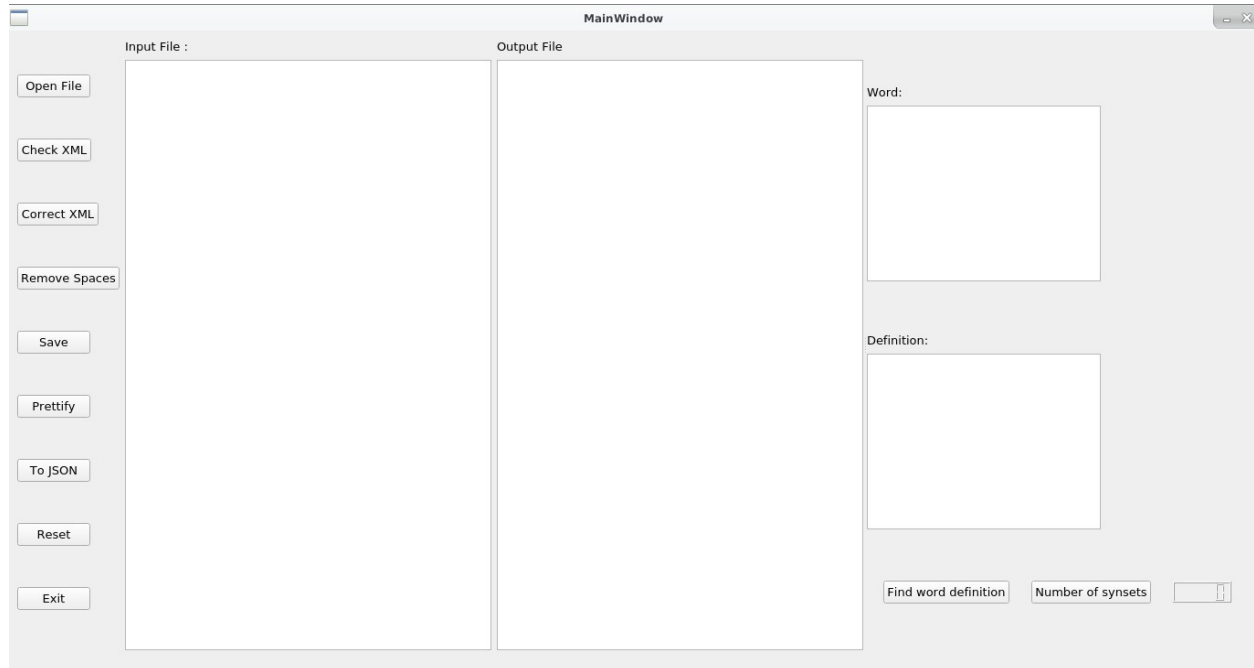 MainWindow
Input File :
Output File
Open File
Word:
Check XML
Correct XML
Remove Spaces
Save
Definition:
Prettify
To JSON
Reset
Exit
Find word definition
Number of synsets
0